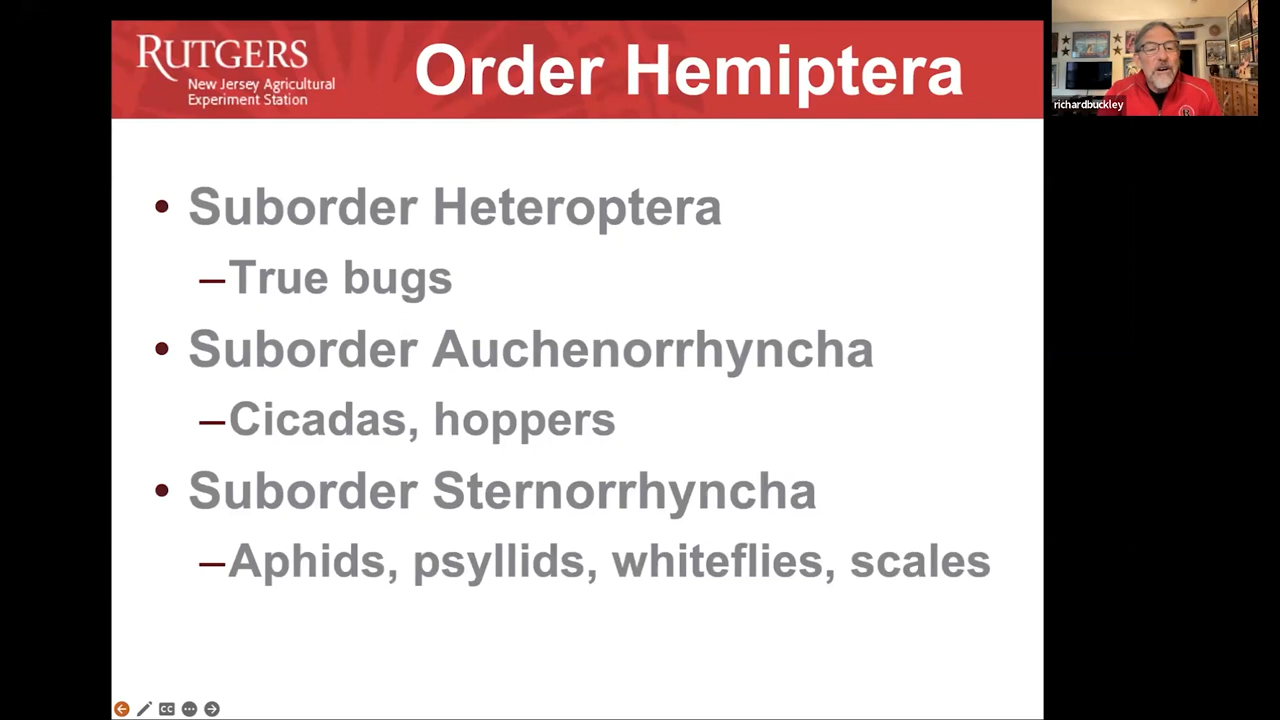 RUTGERS
New Jersey Agricultural
Experiment Station
Order Hemiptera
richardbuckley
• Suborder Heteroptera
–True bugs
• Suborder Auchenorrhyncha
–Cicadas, hoppers
• Suborder Sternorrhyncha
–Aphids, psyllids, whiteflies, scales
CC